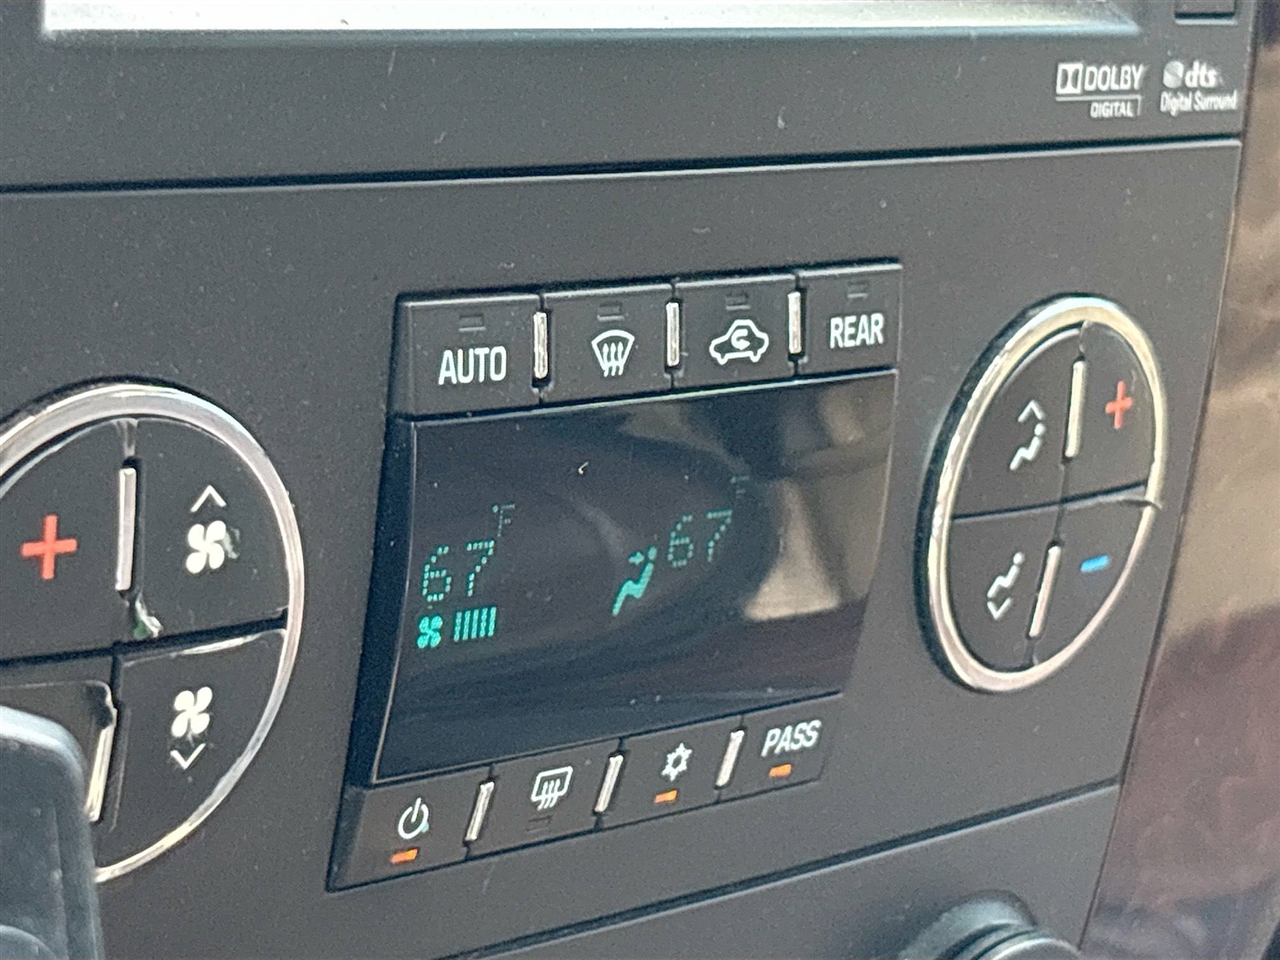 DOLBY
DIGITAL
dts
Digital Surround
AUTO
REAR
67 F
67 F
PASS